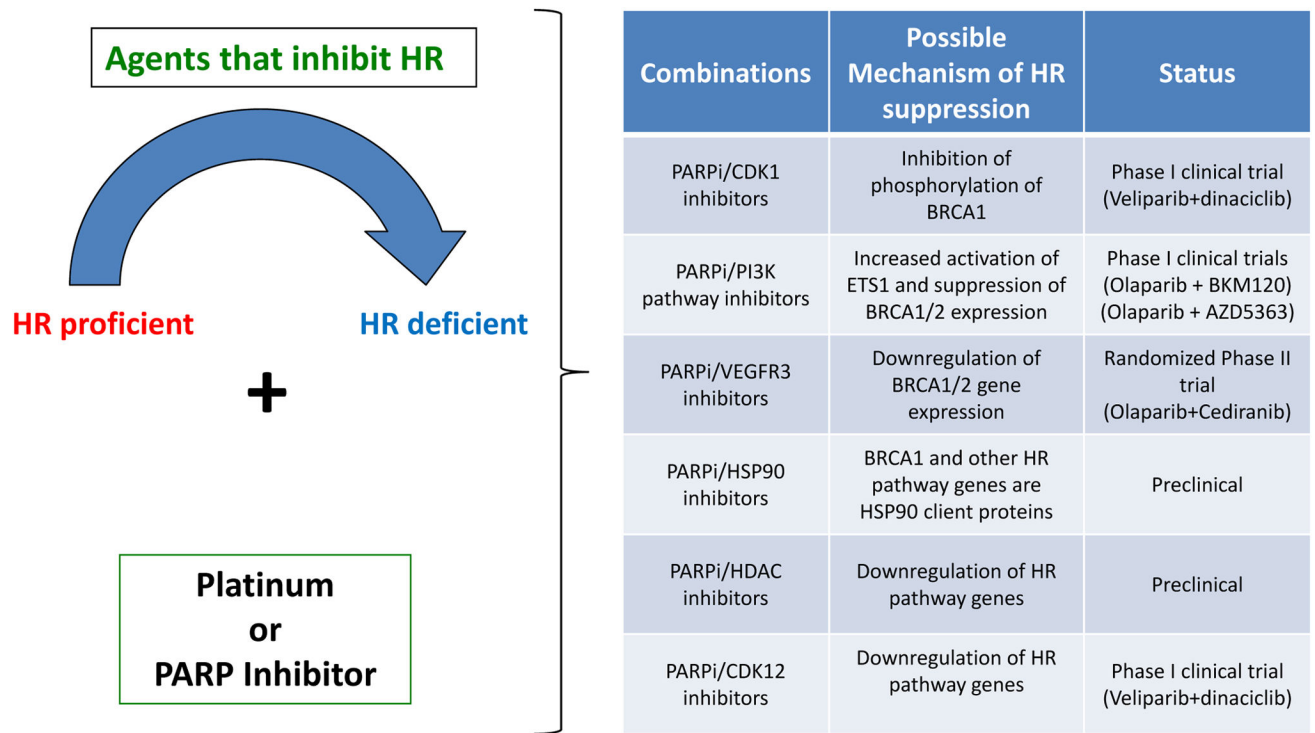 Agents that inhibit HR
HR proficient
HR deficient
+
Platinum
or
PARP Inhibitor
Combinations
Possible
Mechanism of HR
suppression
Status
PARPi/CDK1
inhibitors
Inhibition of
phosphorylation of
BRCA1
Phase I clinical trial
(Veliparib+dinaciclib)
PARPi/PI3K
pathway inhibitors
Increased activation of
ETS1 and suppression of
BRCA1/2 expression
Phase I clinical trials
(Olaparib + BKM120)
(Olaparib + AZD5363)
PARPi/VEGFR3
inhibitors
Downregulation of
BRCA1/2 gene
expression
Randomized Phase II
trial
(Olaparib+Cediranib)
PARPi/HSP90
inhibitors
BRCA1 and other HR
pathway genes are
HSP90 client proteins
Preclinical
PARPi/HDAC
inhibitors
Downregulation of HR
pathway genes
Preclinical
PARPi/CDK12
inhibitors
Downregulation of HR
pathway genes
Phase I clinical trial
(Veliparib+dinaciclib)